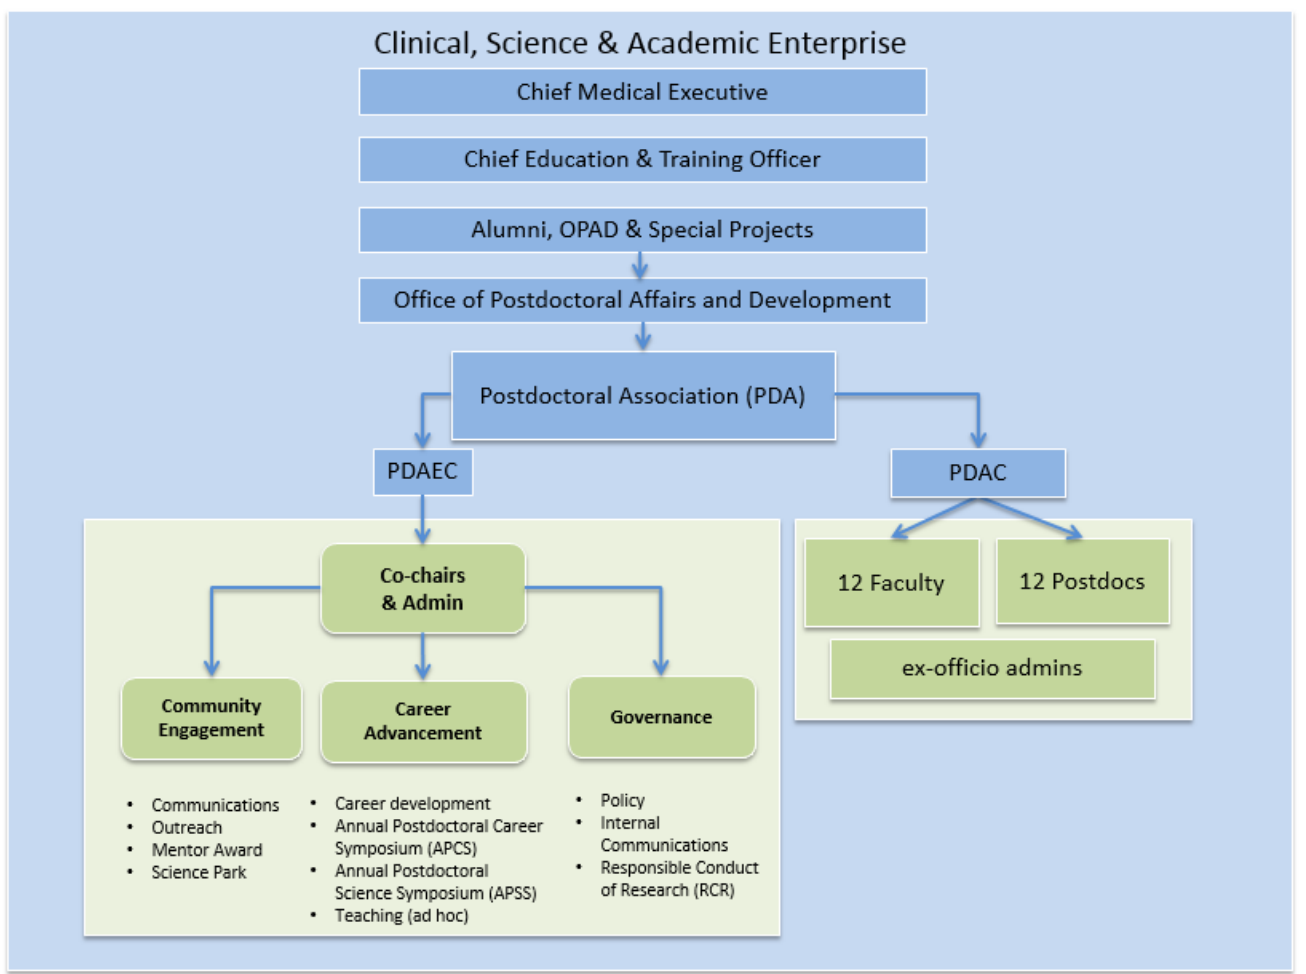 Clinical, Science & Academic Enterprise
Chief Medical Executive
Chief Education & Training Officer
Alumni, OPAD & Special Projects
Office of Postdoctoral Affairs and Development
Postdoctoral Association (PDA)
PDAEC
PDAC
Co-chairs
& Admin
12 Faculty
12 Postdocs
ex-officio admins
Community
Engagement
Career
Advancement
Governance
• Communications
• Outreach
• Mentor Award
• Science Park
• Career development
• Annual Postdoctoral Career
Symposium (APCS)
• Annual Postdoctoral
Science Symposium (APSS)
• Teaching (ad hoc)
• Policy
• Internal
Communications
• Responsible Conduct
of Research (RCR)